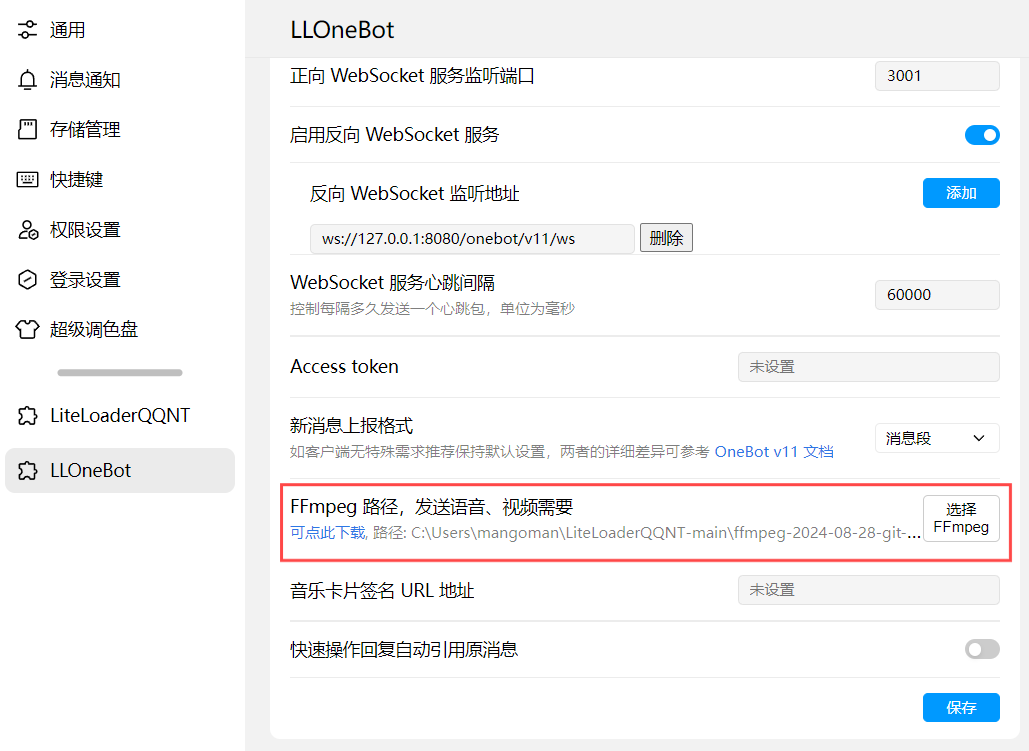 通用
消息通知
存储管理
快捷键
权限设置
登录设置
超级调色盘
LiteLoaderQQNT
LLOneBot
LLOneBot
正向 WebSocket 服务监听端口
3001
启用反向 WebSocket 服务
反向 WebSocket 监听地址
添加
ws://127.0.0.1:8080/onebot/v11/ws
删除
WebSocket 服务心跳间隔
控制每隔多久发送一个心跳包，单位为毫秒
60000
Access token
未设置
新消息上报格式
如客户端无特殊需求推荐保持默认设置，两者的详细差异可参考 OneBot v11 文档
消息段
FFmpeg 路径，发送语音、视频需要
可点此下载, 路径: C:\Users\mangoman\LiteLoaderQQNT-main\ffmpeg-2024-08-28-git-...
选择
FFmpeg
音乐卡片签名 URL 地址
未设置
快速操作回复自动引用原消息
保存